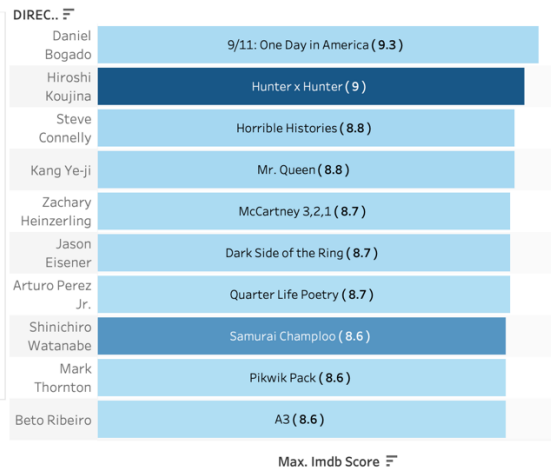 DIREC..
Daniel
Bogado
9/11: One Day in America ( 9.3 )
Hiroshi
Koujina
Hunter x Hunter ( 9 )
Steve
Connelly
Horrible Histories ( 8.8 )
Kang Ye-ji
Mr. Queen ( 8.8 )
Zachary
Heinzerling
McCartney 3,2,1 ( 8.7 )
Jason
Eisener
Dark Side of the Ring ( 8.7 )
Arturo Perez
Jr.
Quarter Life Poetry ( 8.7 )
Shinichiro
Watanabe
Samurai Champloo ( 8.6 )
Mark
Thornton
Pikwik Pack ( 8.6 )
Beto Ribeiro
A3 ( 8.6 )
Max. Imdb Score